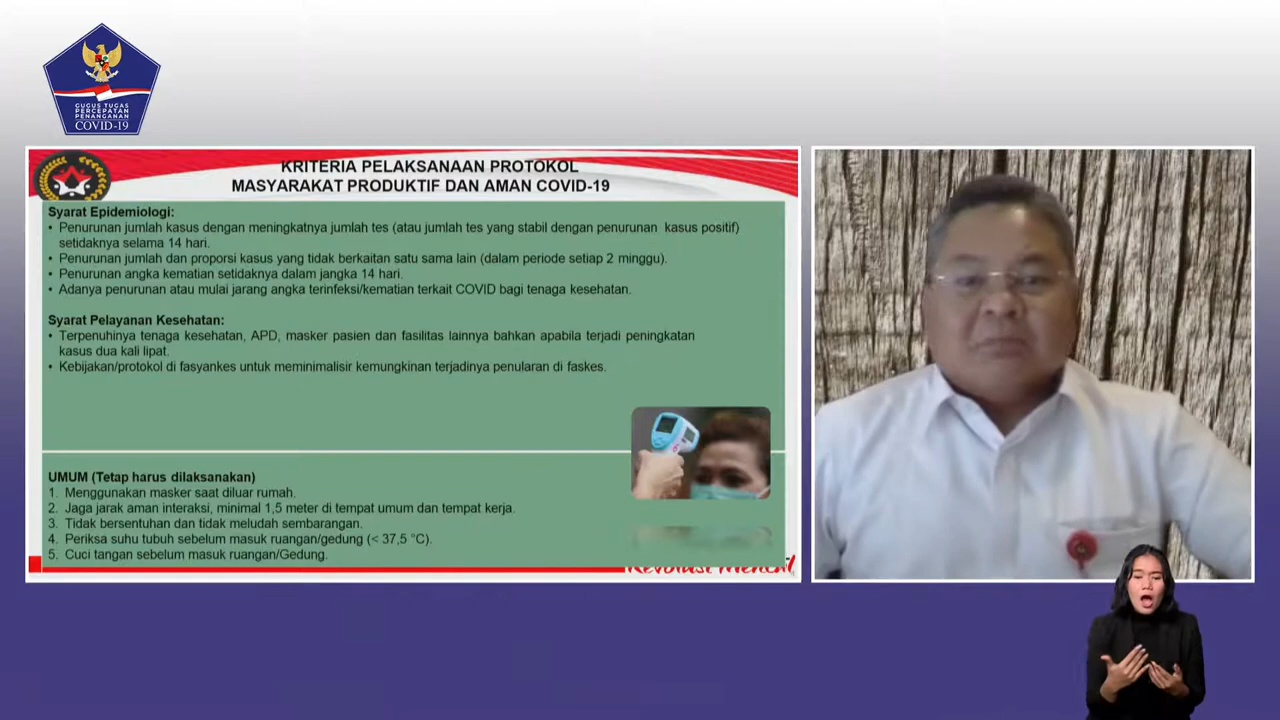 GUGUS TUGAS
PERCEPATAN
PENANGANAN
COVID-19
KRITERIA PELAKSANAAN PROTOKOL
MASYARAKAT PRODUKTIF DAN AMAN COVID-19
Syarat Epidemiologi:
• Penurunan jumlah kasus dengan meningkatnya jumlah tes (atau jumlah tes yang stabil dengan penurunan kasus positif)
setidaknya selama 14 hari.
• Penurunan jumlah dan proporsi kasus yang tidak berkaitan satu sama lain (dalam periode setiap 2 minggu).
• Penurunan angka kematian setidaknya dalam jangka 14 hari.
• Adanya penurunan atau mulai jarang angka terinfeksi/kematian terkait COVID bagi tenaga kesehatan.
Syarat Pelayanan Kesehatan:
• Terpenuhinya tenaga kesehatan, APD, masker pasien dan fasilitas lainnya bahkan apabila terjadi peningkatan
kasus dua kali lipat.
• Kebijakan/protokol di fasyankes untuk meminimalisir kemungkinan terjadinya penularan di faskes.
UMUM (Tetap harus dilaksanakan)
1. Menggunakan masker saat diluar rumah.
2. Jaga jarak aman interaksi, minimal 1,5 meter di tempat umum dan tempat kerja.
3. Tidak bersentuhan dan tidak meludah sembarangan.
4. Periksa suhu tubuh sebelum masuk ruangan/gedung (< 37,5 °C).
5. Cuci tangan sebelum masuk ruangan/Gedung.
Revolusi Mental